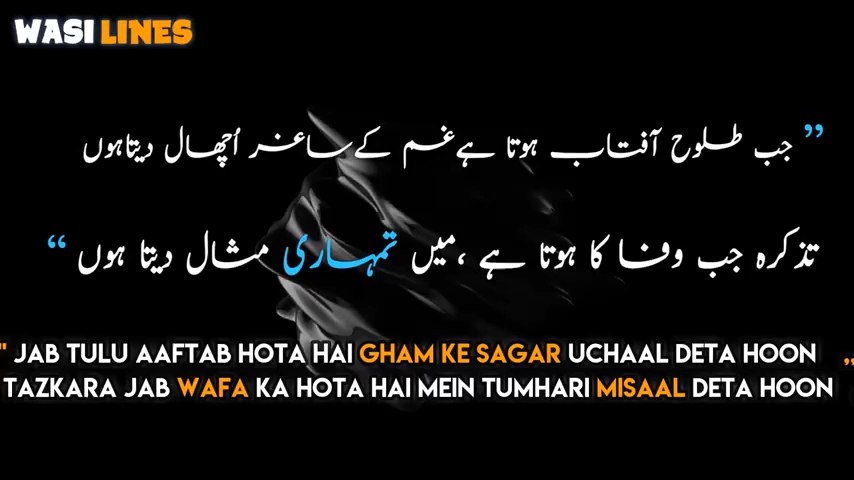 WASI LINES
” جب طلوح آفتاب ہوتا ہے غم کے ساغر اُچھال دیتا ہوں
تذکرہ جب وفا کا ہوتا ہے ،میں تمہاری مثال دیتا ہوں “
" JAB TULU AAFTAB HOTA HAI GHAM KE SAGAR UCHAAL DETA HOON „
TAZKARA JAB WAFA KA HOTA HAI MEIN TUMHARI MISAAL DETA HOON